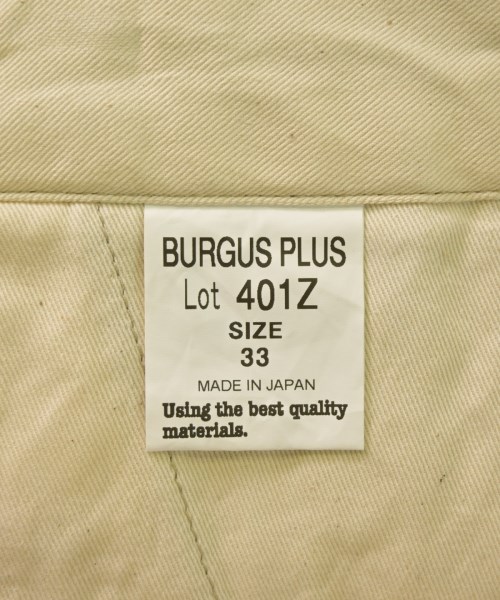 BURGUS PLUS
Lot 401Z
SIZE
33
MADE IN JAPAN
Using the best quality
materials.